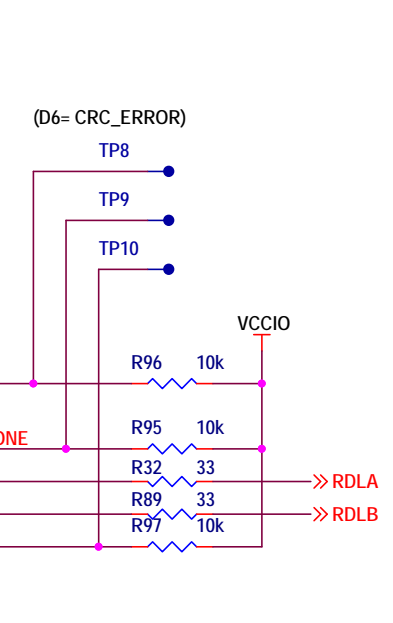 (D6= CRC_ERROR)
TP8
TP9
TP10
VCCIO
R96 10k
R95 10k
ONE
R32 33
RDLA
R89 33
RDLB
R97 10k